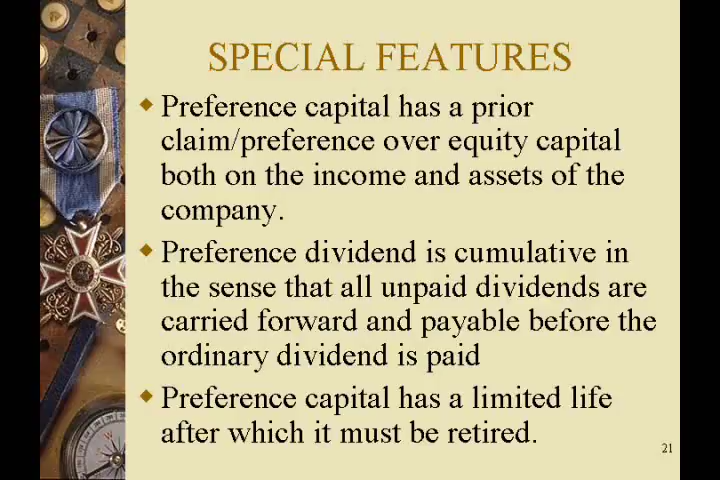 SPECIAL FEATURES
Preference capital has a prior
claim/preference over equity capital
both on the income and assets of the
company.
Preference dividend is cumulative in
the sense that all unpaid dividends are
carried forward and payable before the
ordinary dividend is paid
Preference capital has a limited life
after which it must be retired.
21